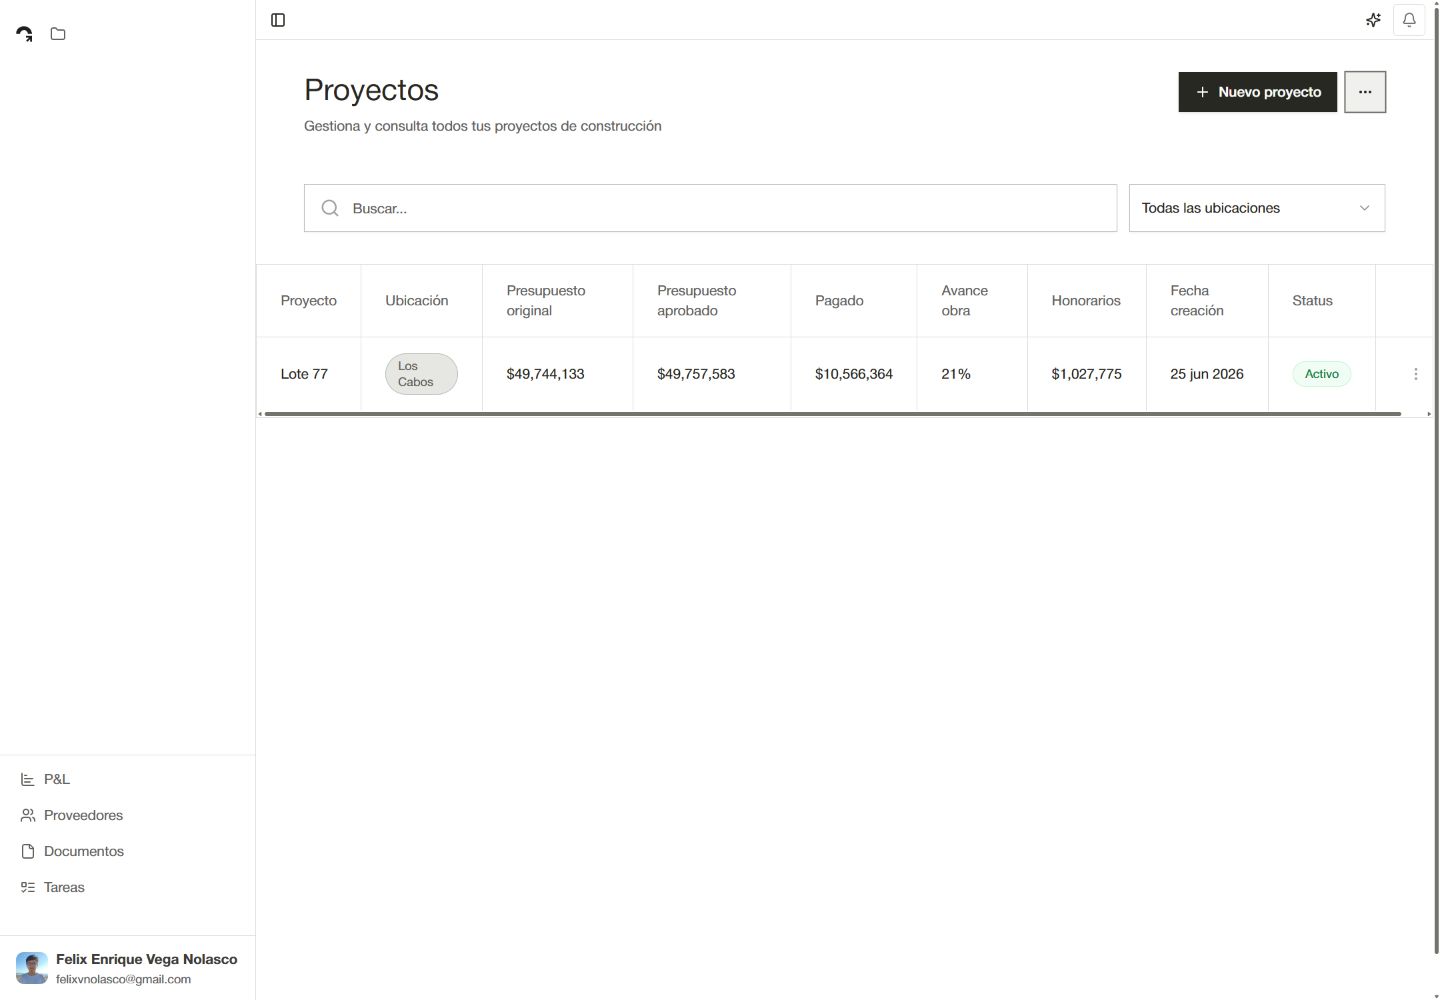 Proyectos
Nuevo proyecto
Gestiona y consulta todos tus proyectos de construcción
Buscar...
Todas las ubicaciones
Proyecto
Ubicación
Presupuesto
original
Presupuesto
aprobado
Pagado
Avance
obra
Honorarios
Fecha
creación
Status
Lote 77
Los
Cabos
$49,744,133
$49,757,583
$10,566,364
21%
$1,027,775
25 jun 2026
Activo
P&L
Proveedores
Documentos
Tareas
Felix Enrique Vega Nolasco
felixvnolasco@gmail.com